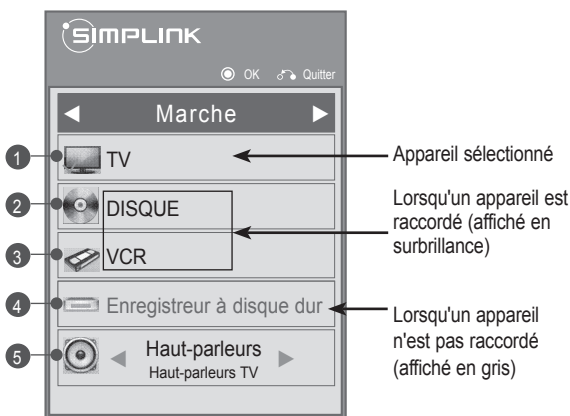 SIMPLINK
OK Quitter
Marche
1 TV
Appareil sélectionné
2 DISQUE
3 VCR
Lorsqu'un appareil est
raccordé (affiché en
surbrillance)
4 Enregistreur à disque dur
Lorsqu'un appareil
n'est pas raccordé
(affiché en gris)
5 Haut-parleurs
Haut-parleurs TV